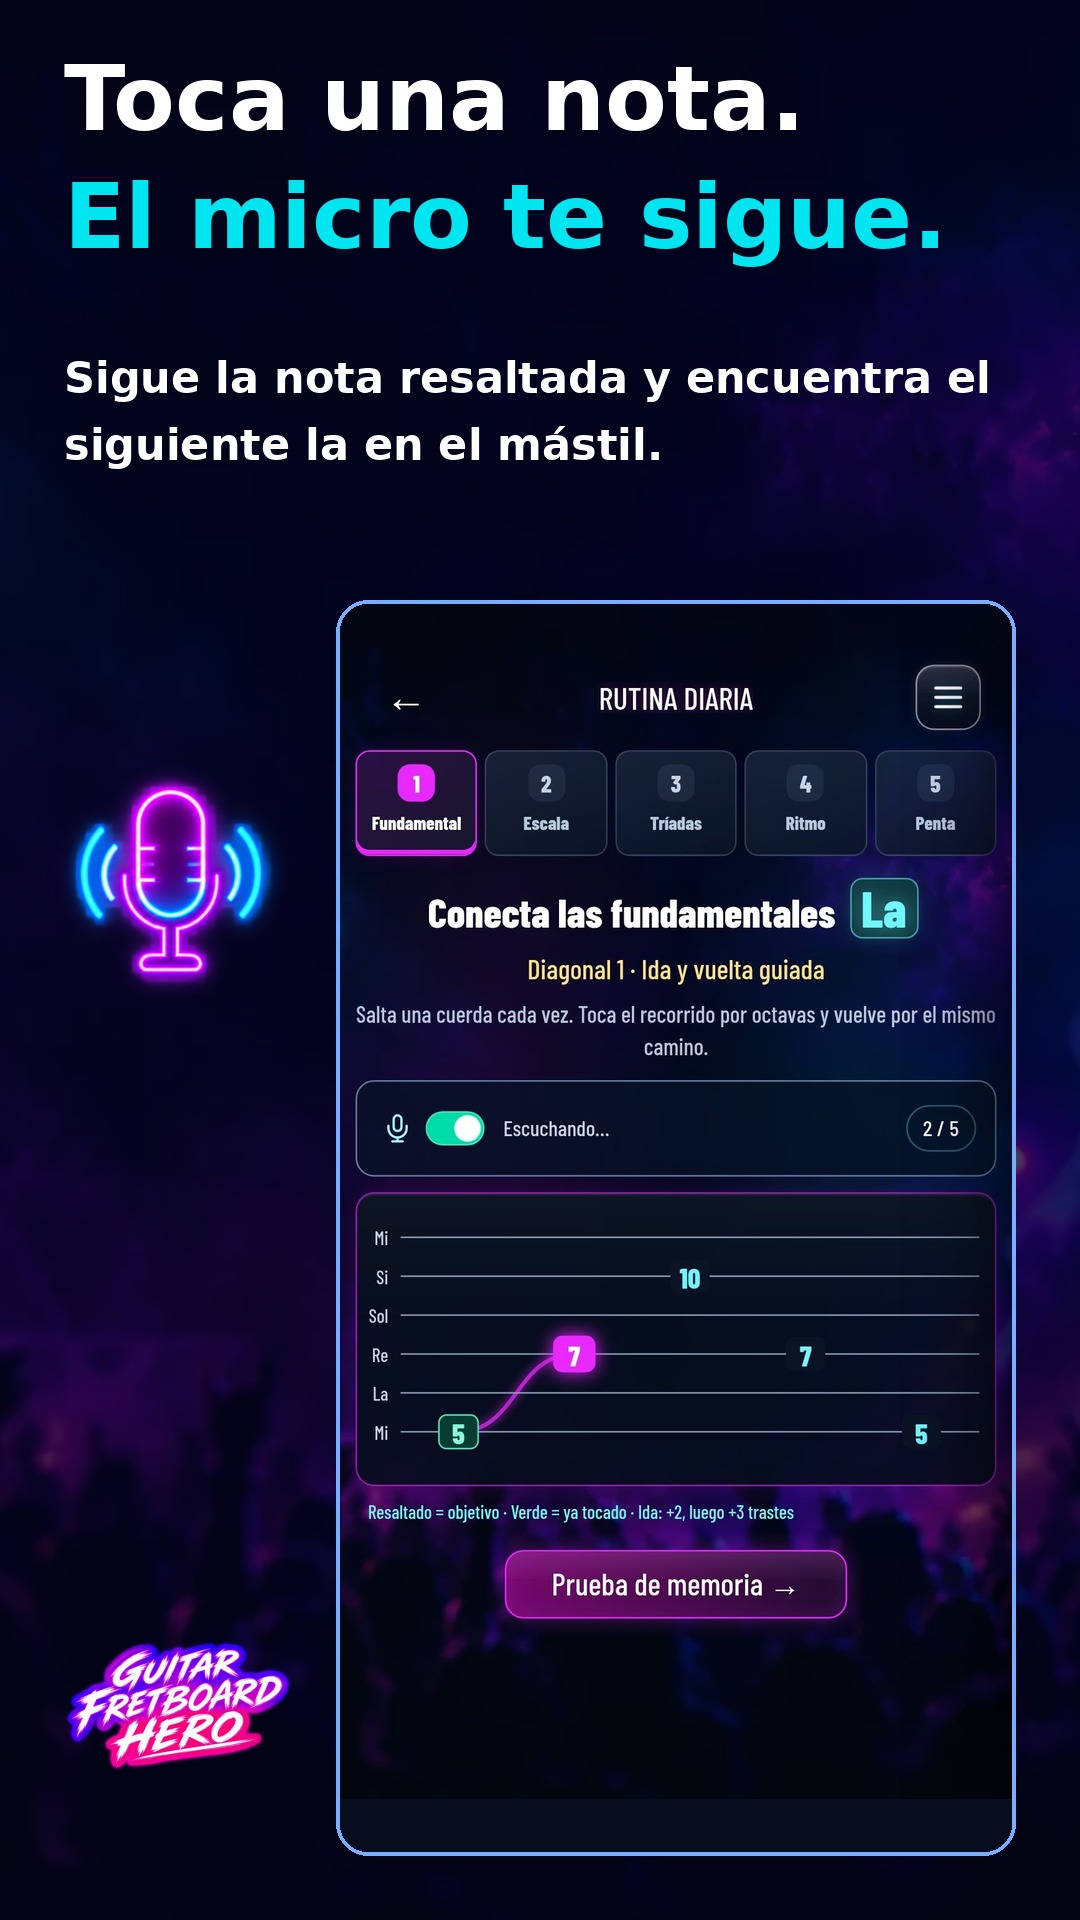 Toca una nota.
El micro te sigue.
Sigue la nota resaltada y encuentra el
siguiente la en el mástil.
← RUTINA DIARIA
1 2 3 4 5
Fundamental Escala Tríadas Ritmo Penta
Conecta las fundamentales La
Diagonal 1 · Ida y vuelta guiada
Salta una cuerda cada vez. Toca el recorrido por octavas y vuelve por el mismo
camino.
Escuchando... 2 / 5
Mi
Si 10
Sol
Re 7 7
La
Mi 5 5
Resaltado = objetivo · Verde = ya tocado · Ida: +2, luego +3 trastes
Prueba de memoria →
GUITAR
FRETBOARD
HERO